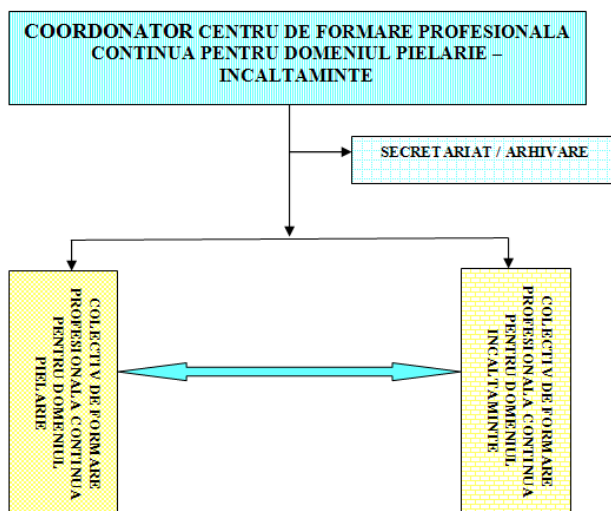 COORDONATOR CENTRU DE FORMARE PROFESIONALA
CONTINUA PENTRU DOMENIUL PIELARIE –
INCALTAMINTE
SECRETARIAT / ARHIVARE
COLECTIV DE FORMARE
PROFESIONALA CONTINUA
PENTRU DOMENIUL
PIELARIE
COLECTIV DE FORMARE
PROFESIONALA CONTINUA
PENTRU DOMENIUL
INCALTAMINTE